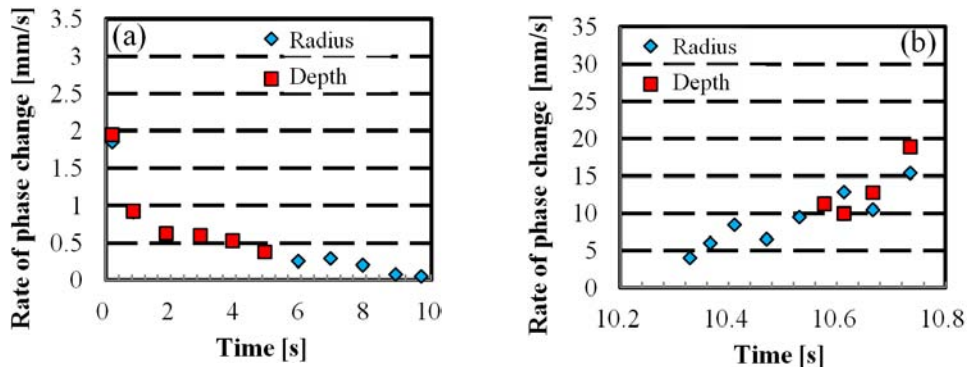 (a)
Rate of phase change [mm/s]
3.5
3
2.5
2
1.5
1
0.5
0
Radius
Depth
0 2 4 6 8 10
Time [s]
(b)
Rate of phase change [mm/s]
35
30
25
20
15
10
5
0
Radius
Depth
10.2 10.4 10.6 10.8
Time [s]